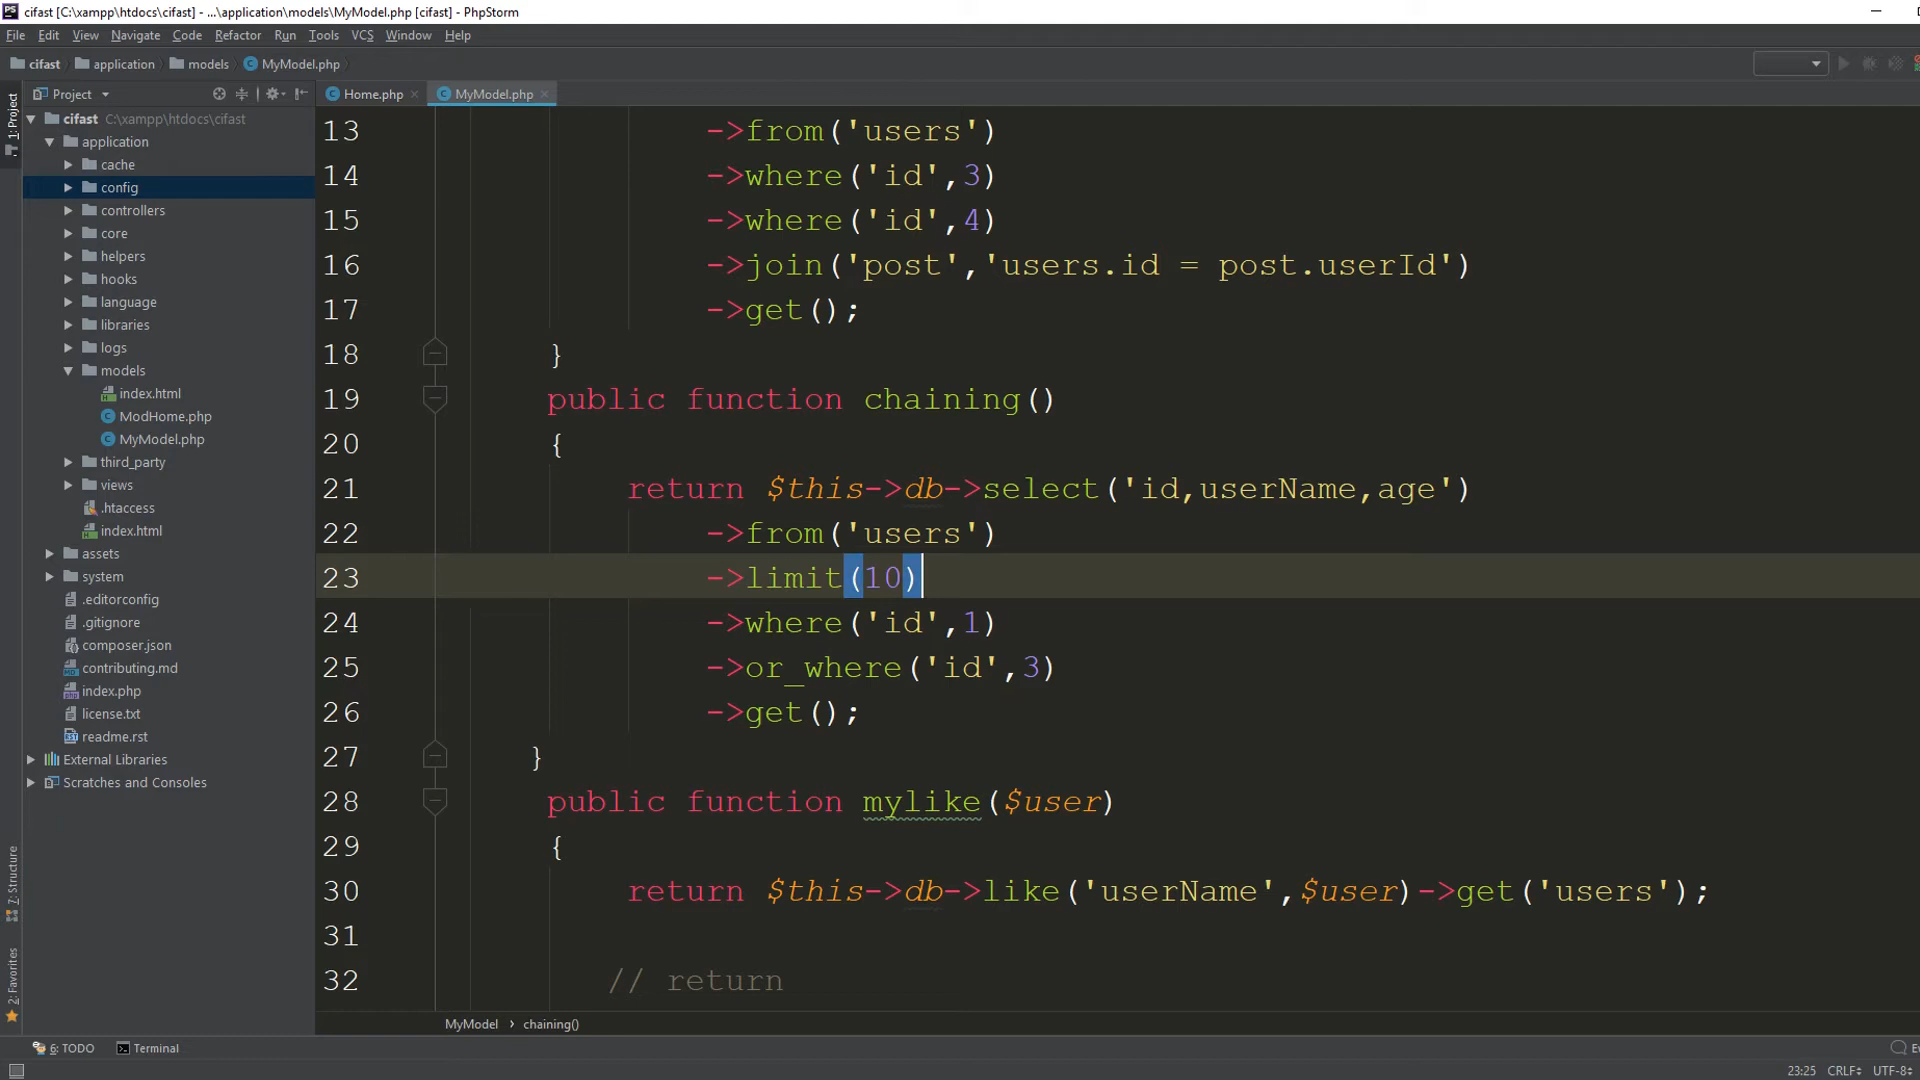 cifast [C:\xampp\htdocs\cifast] - ...\application\models\MyModel.php [cifast] - PhpStorm
File Edit View Navigate Code Refactor Run Tools VCS Window Help
cifast application models MyModel.php
Project
Home.php MyModel.php
1: Project
7: Structure
2: Favorites
cifast C:\xampp\htdocs\cifast
application
cache
config
controllers
core
helpers
hooks
language
libraries
logs
models
index.html
ModHome.php
MyModel.php
third_party
views
.htaccess
index.html
assets
system
.editorconfig
.gitignore
composer.json
contributing.md
index.php
license.txt
readme.rst
External Libraries
Scratches and Consoles
13 ->from('users')
14 ->where('id',3)
15 ->where('id',4)
16 ->join('post','users.id = post.userId')
17 ->get();
18 }
19 public function chaining()
20 {
21 return $this->db->select('id,userName,age')
22 ->from('users')
23 ->limit(10)
24 ->where('id',1)
25 ->or_where('id',3)
26 ->get();
27 }
28 public function mylike($user)
29 {
30 return $this->db->like('userName',$user)->get('users');
31
32 // return
MyModel › chaining()
6: TODO Terminal
23:25 CRLF UTF-8